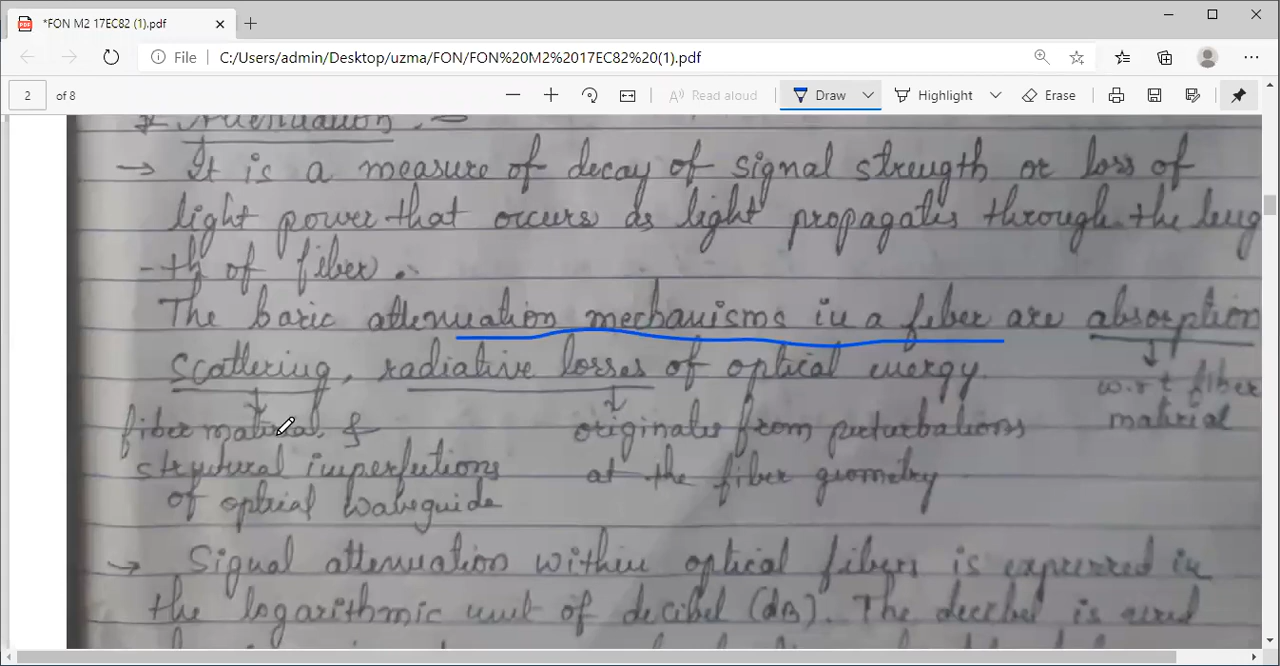 *FON M2 17EC82 (1).pdf
File C:/Users/admin/Desktop/uzma/FON/FON%20M2%2017EC82%20(1).pdf
2 of 8 Read aloud Draw Highlight Erase
* Attenuation :-
→ It is a measure of decay of signal strength or loss of
light power that occurs as light propagates through the leng
-th of fiber.
The basic attenuation mechanisms in a fiber are absorption
scattering, radiative losses of optical energy.
w.r.t fiber
material
fiber material &
structural imperfections
of optical waveguide
originates from perturbations
at the fiber geometry
→ Signal attenuation within optical fibers is expressed in
the logarithmic unit of decibel (dB). The decibel is used